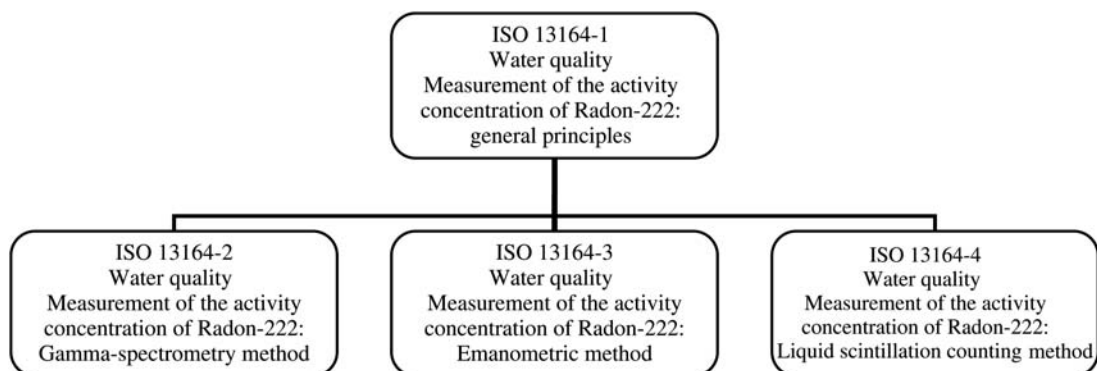 ISO 13164-1
Water quality
Measurement of the activity
concentration of Radon-222:
general principles
ISO 13164-2
Water quality
Measurement of the activity
concentration of Radon-222:
Gamma-spectrometry method
ISO 13164-3
Water quality
Measurement of the activity
concentration of Radon-222:
Emanometric method
ISO 13164-4
Water quality
Measurement of the activity
concentration of Radon-222:
Liquid scintillation counting method